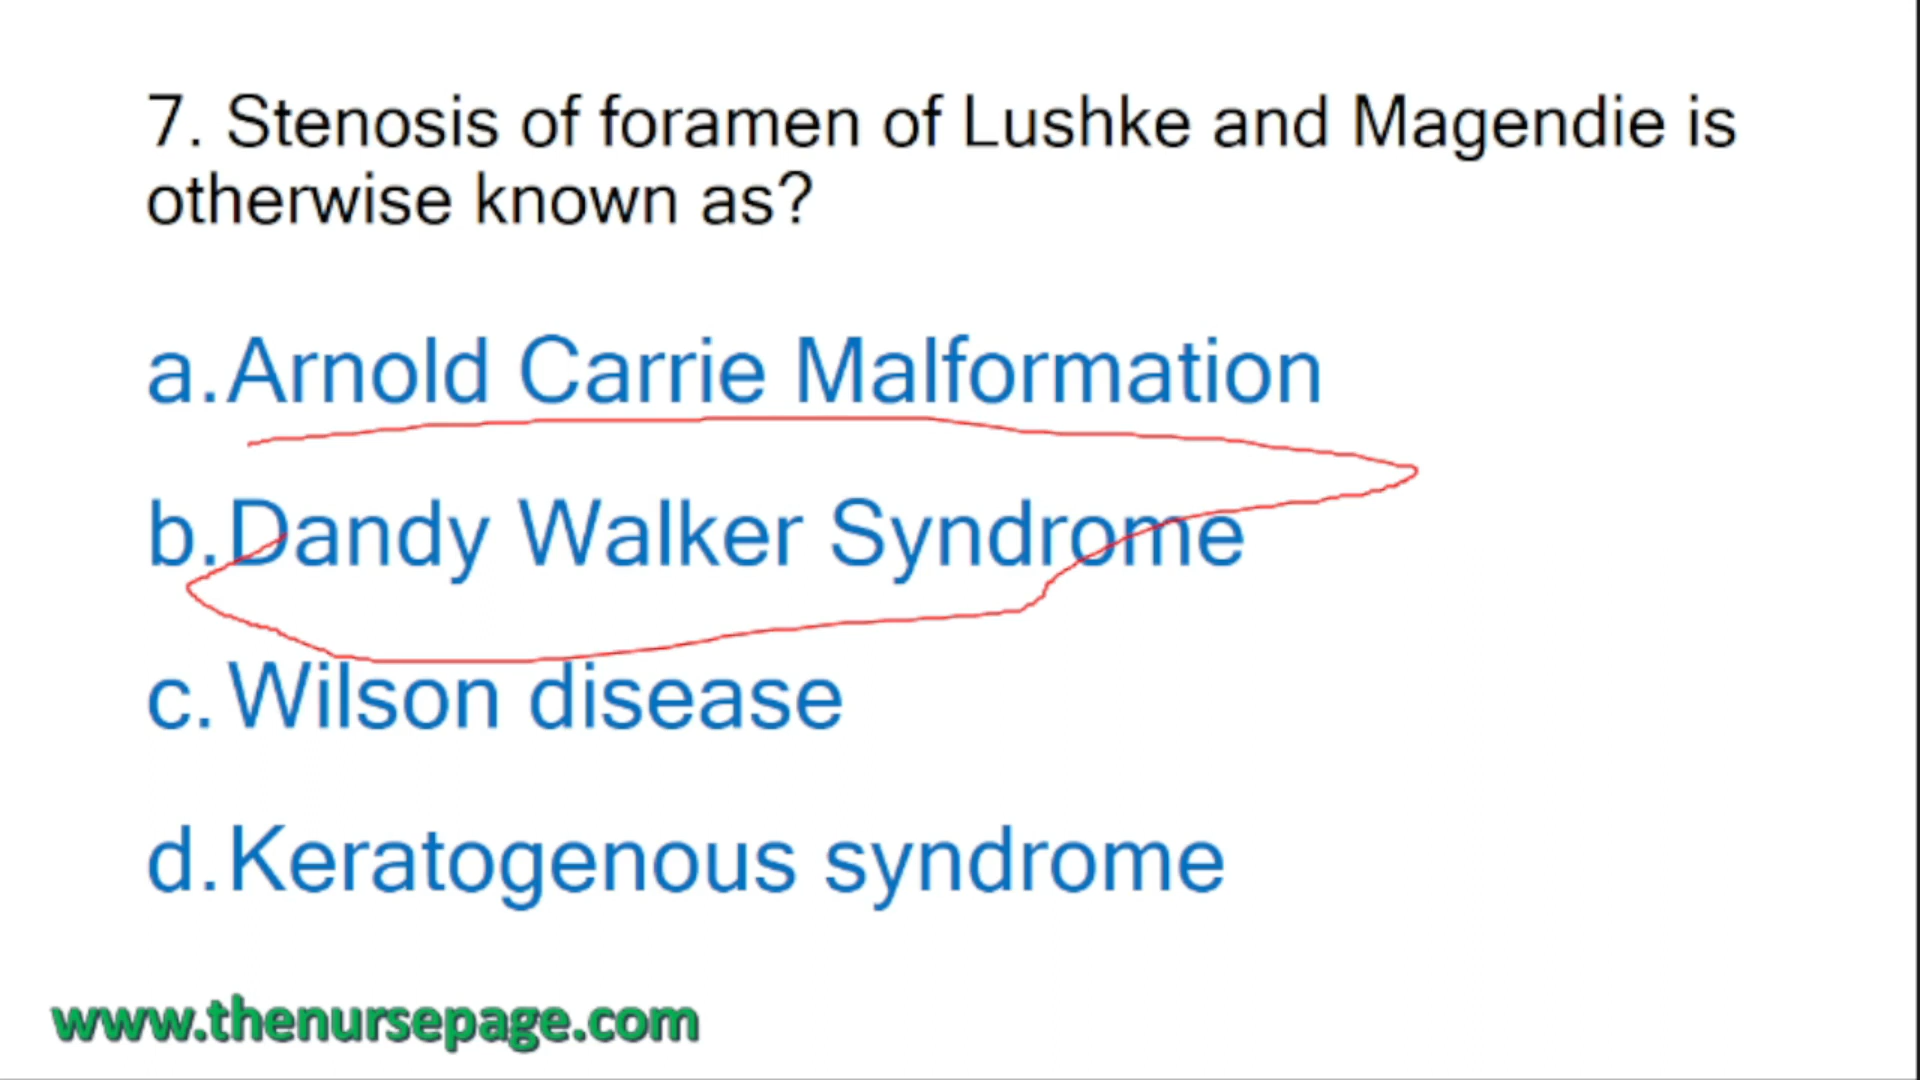 7. Stenosis of foramen of Lushke and Magendie is
otherwise known as?
a. Arnold Carrie Malformation
b. Dandy Walker Syndrome
c. Wilson disease
d. Keratogenous syndrome
www.thenursepage.com